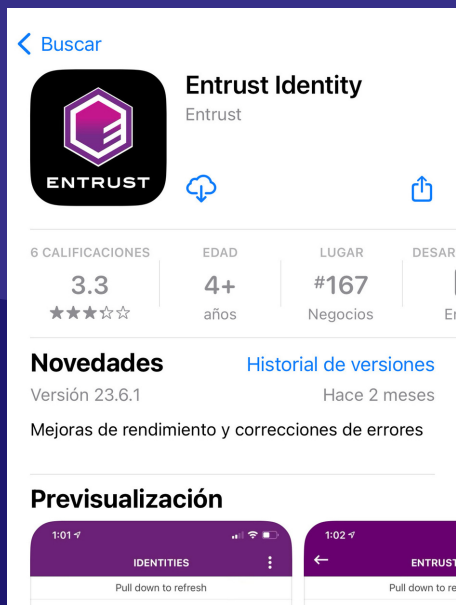 Buscar
Entrust Identity
Entrust
ENTRUST
6 CALIFICACIONES EDAD LUGAR
3.3 4+ #167
años Negocios
Novedades Historial de versiones
Versión 23.6.1 Hace 2 meses
Mejoras de rendimiento y correcciones de errores
Previsualización
1:01 1:02
IDENTITIES ENTRUST
Pull down to refresh Pull down to